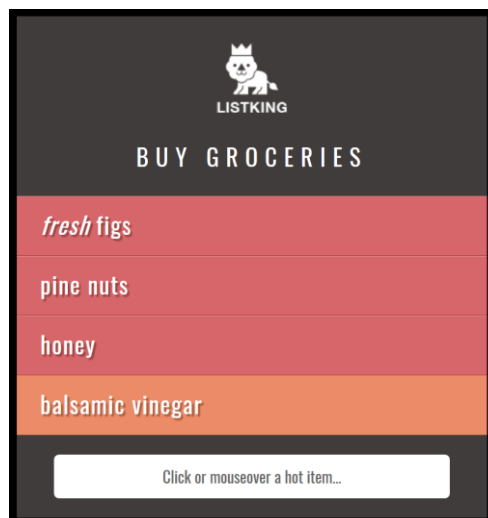 LISTKING
BUY GROCERIES
fresh figs
pine nuts
honey
balsamic vinegar
Click or mouseover a hot item...